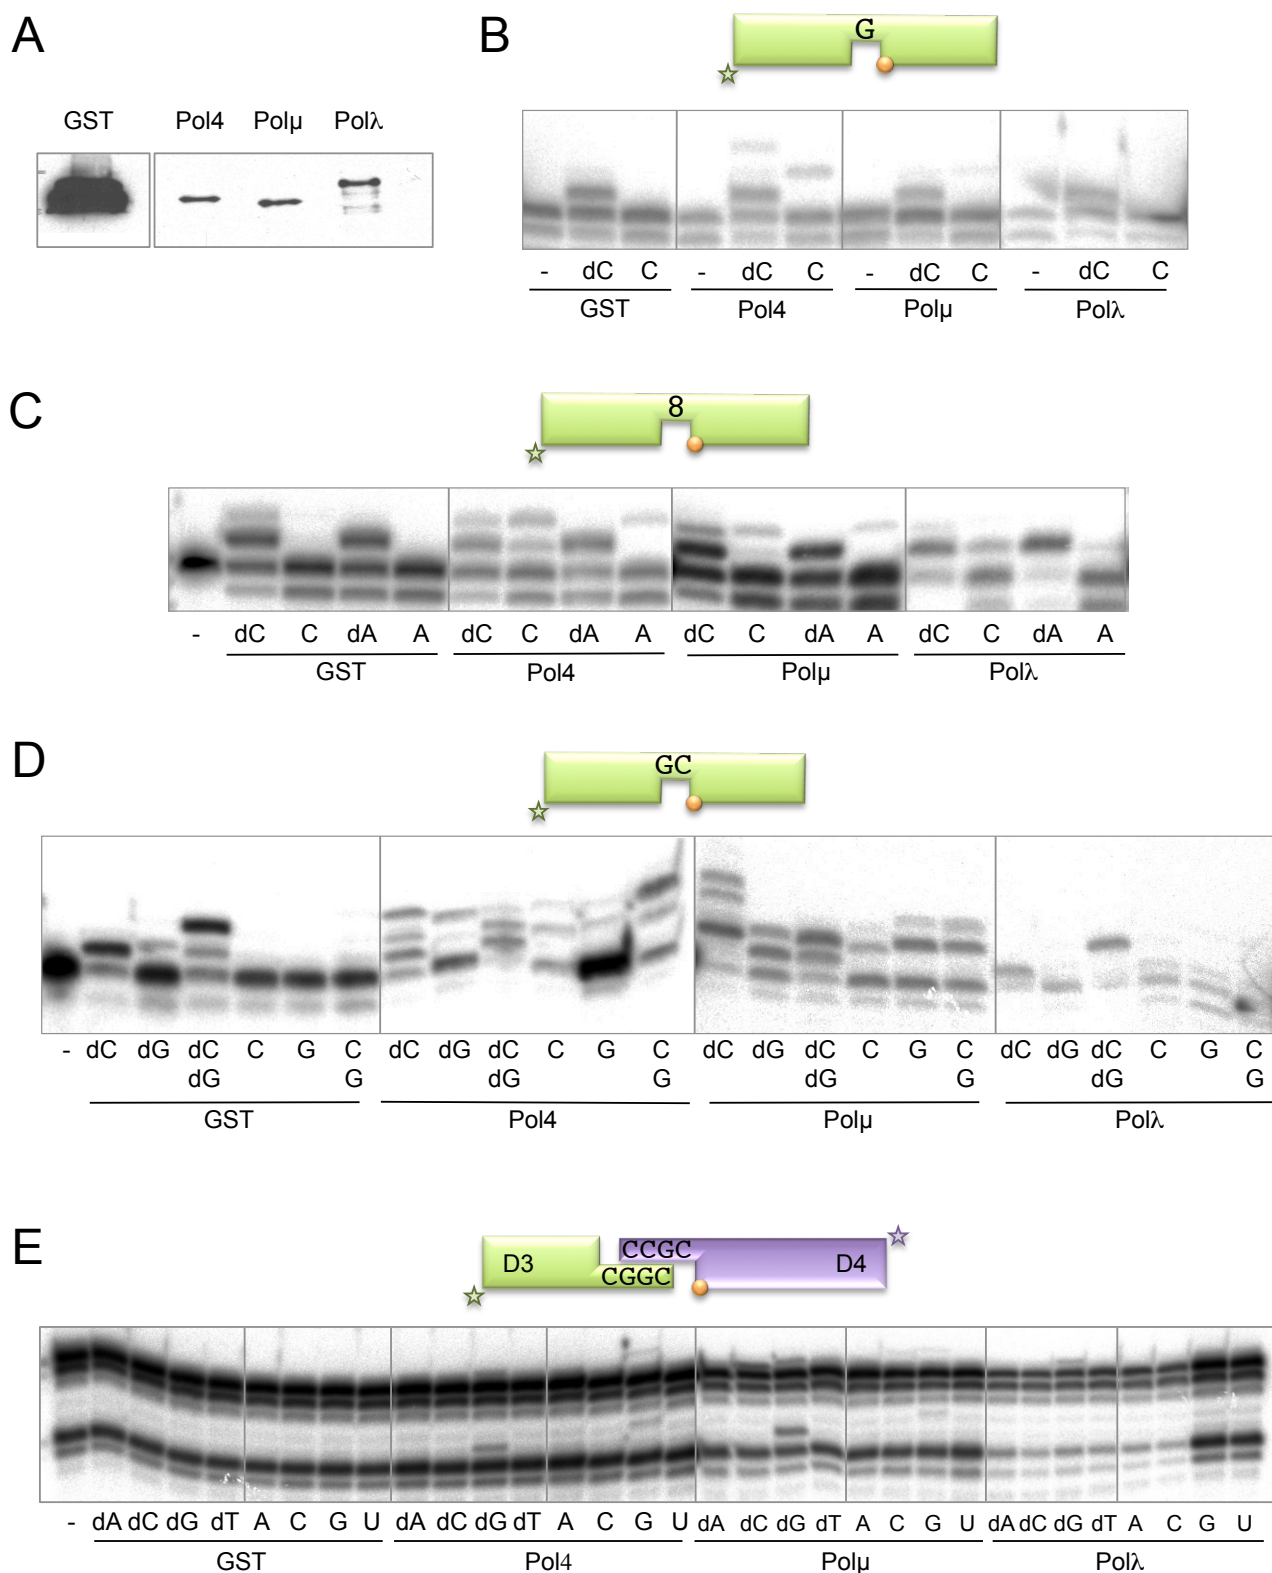 A
B
G
GST Pol4 Polμ Polλ
- dC C - dC C - dC C - dC C
GST Pol4 Polμ Polλ
C
8
- dC C dA A dC C dA A dC C dA A dC C dA A
GST Pol4 Polμ Polλ
D
GC
- dC dG dC C G C dC dG dC C G C dC dG dC C G C dC dG dC C G C
dG G dG G dG G dG G
GST Pol4 Polμ Polλ
E
D3 CCGC D4
CGGC
- dA dC dG dT A C G U dA dC dG dT A C G U dA dC dG dT A C G U dA dC dG dT A C G U
GST Pol4 Polμ Polλ